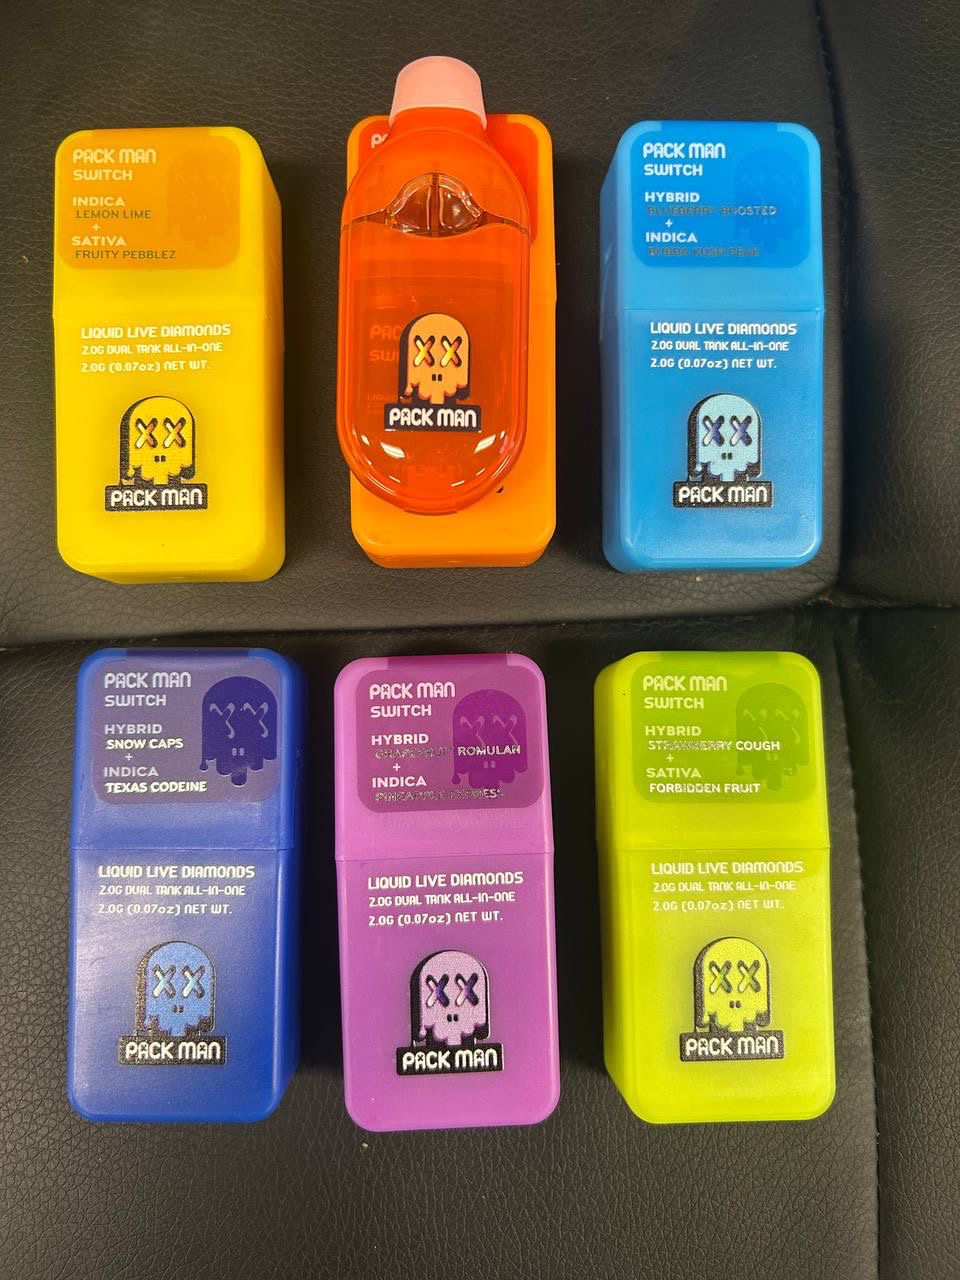 PACK MAN
SWITCH
INDICA
LEMON LIME
+
SATIVA
FRUITY PEBBLEZ
LIQUID LIVE DIAMONDS
2.0G DUAL TANK ALL-IN-ONE
2.0G (0.07oz) NET WT.
PACK MAN
PACK MAN
PACK MAN
SWITCH
HYBRID
BLUEBERRY BOOSTED
+
INDICA
BUBBA KUSH PEAR
LIQUID LIVE DIAMONDS
2.0G DUAL TANK ALL-IN-ONE
2.0G (0.07oz) NET WT.
PACK MAN
PACK MAN
SWITCH
HYBRID
SNOW CAPS
+
INDICA
TEXAS CODEINE
LIQUID LIVE DIAMONDS
2.0G DUAL TANK ALL-IN-ONE
2.0G (0.07oz) NET WT.
PACK MAN
PACK MAN
SWITCH
HYBRID
GRAPEFRUIT ROMULAN
+
INDICA
PINEAPPLE EXPRESS
LIQUID LIVE DIAMONDS
2.0G DUAL TANK ALL-IN-ONE
2.0G (0.07oz) NET WT.
PACK MAN
PACK MAN
SWITCH
HYBRID
STRAWBERRY COUGH
+
SATIVA
FORBIDDEN FRUIT
LIQUID LIVE DIAMONDS
2.0G DUAL TANK ALL-IN-ONE
2.0G (0.07oz) NET WT.
PACK MAN